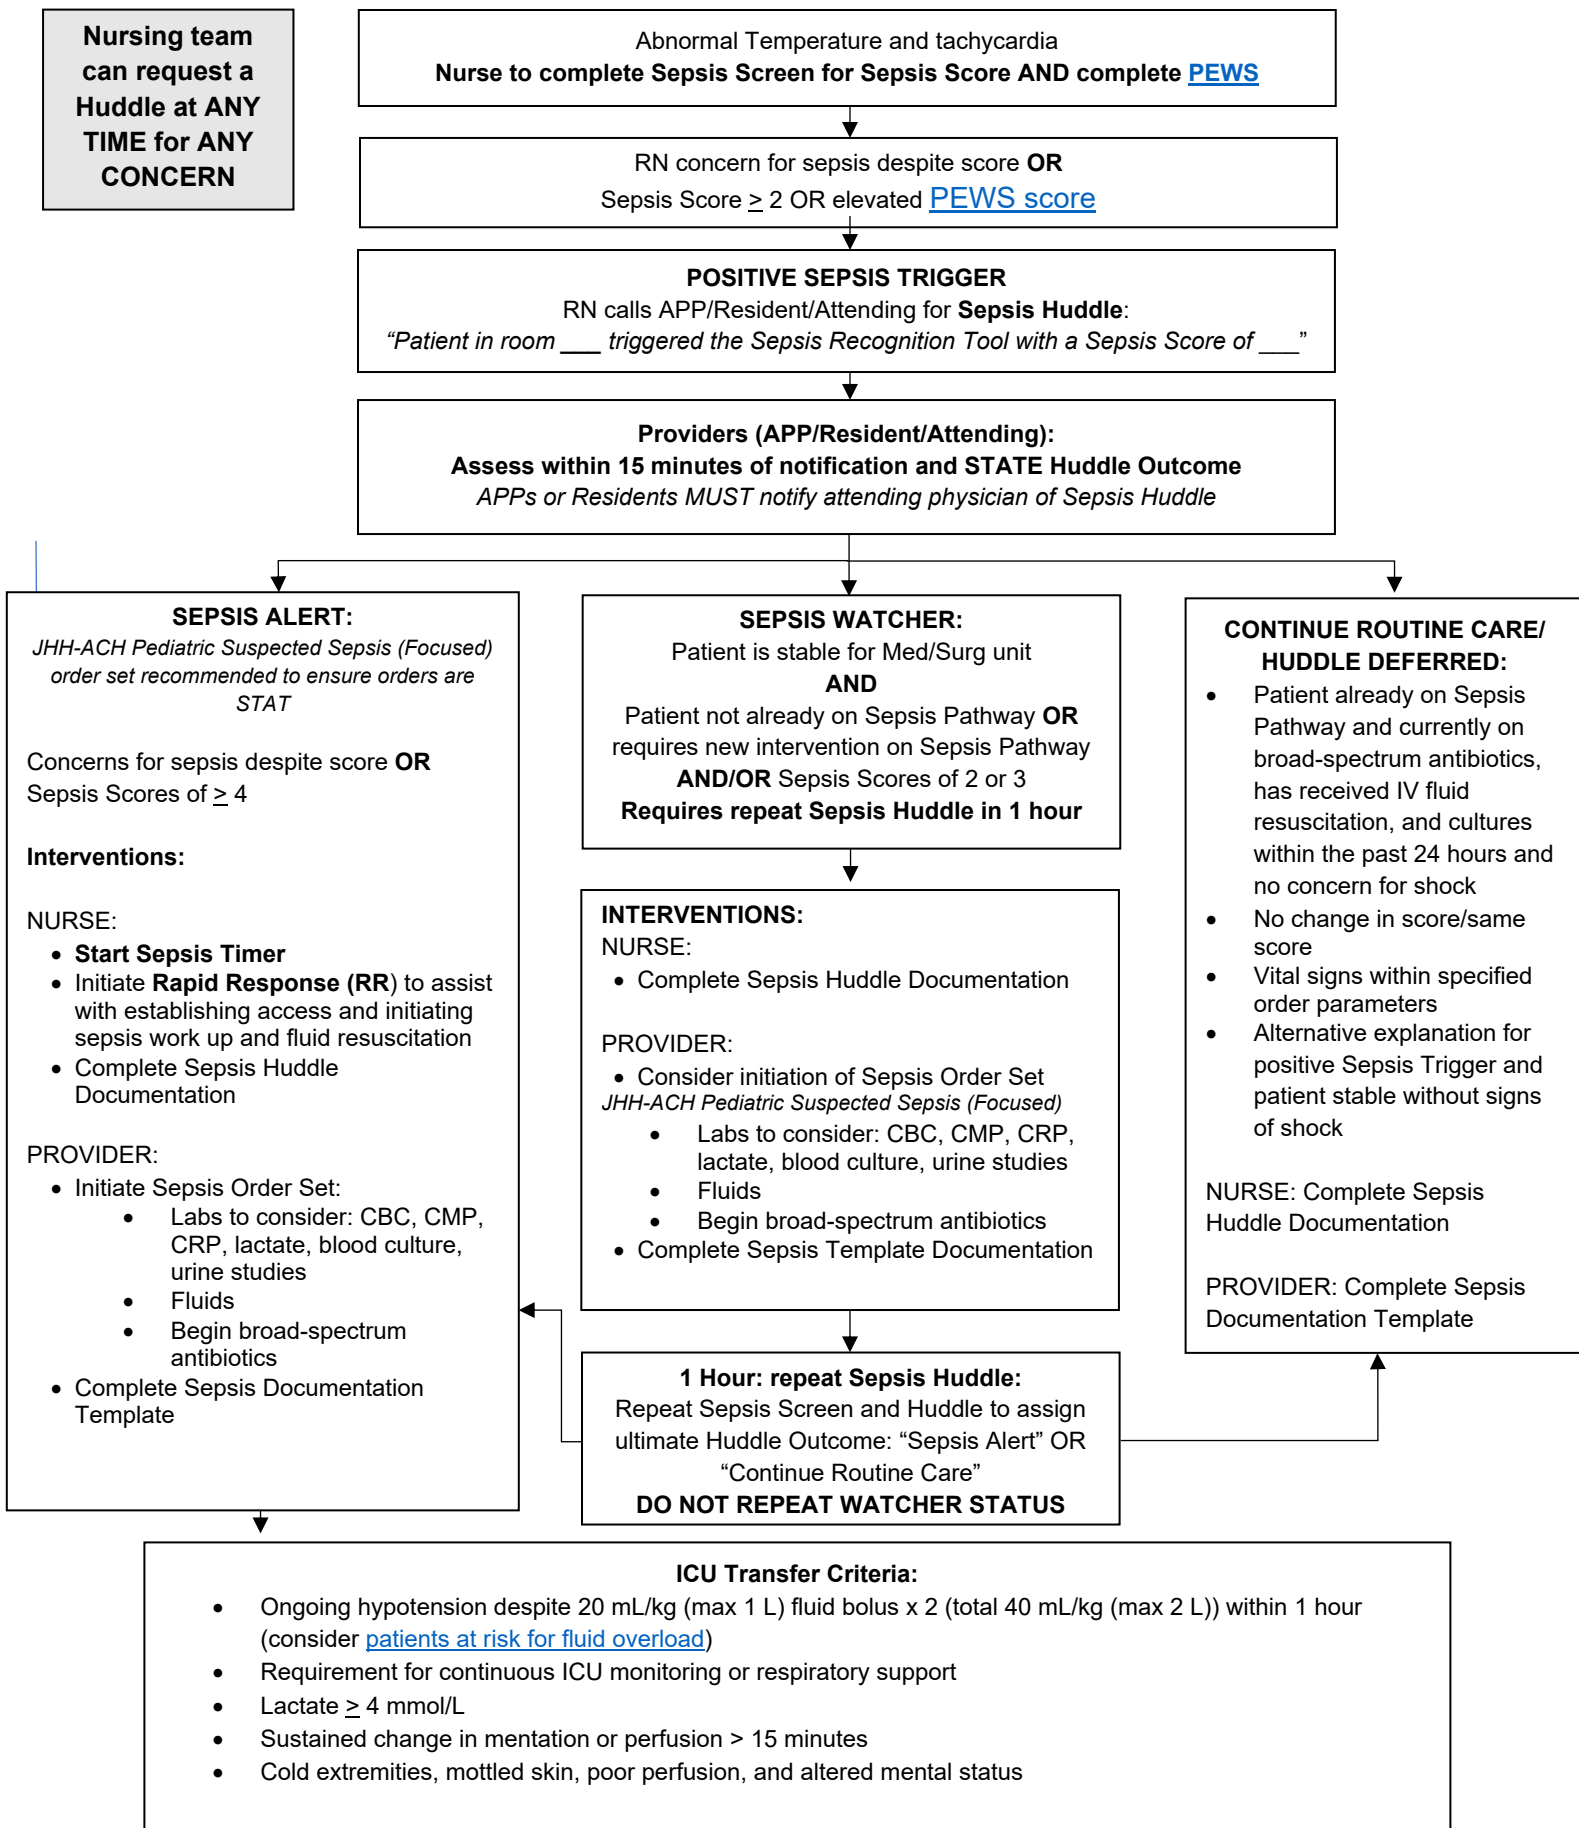 Nursing team
can request a
Huddle at ANY
TIME for ANY
CONCERN
Abnormal Temperature and tachycardia
Nurse to complete Sepsis Screen for Sepsis Score AND complete PEWS
RN concern for sepsis despite score OR
Sepsis Score ≥ 2 OR elevated PEWS score
POSITIVE SEPSIS TRIGGER
RN calls APP/Resident/Attending for Sepsis Huddle:
“Patient in room ___ triggered the Sepsis Recognition Tool with a Sepsis Score of ___”
Providers (APP/Resident/Attending):
Assess within 15 minutes of notification and STATE Huddle Outcome
APPs or Residents MUST notify attending physician of Sepsis Huddle
SEPSIS ALERT:
JHH-ACH Pediatric Suspected Sepsis (Focused)
order set recommended to ensure orders are
STAT
Concerns for sepsis despite score OR
Sepsis Scores of ≥ 4
Interventions:
NURSE:
• Start Sepsis Timer
• Initiate Rapid Response (RR) to assist
with establishing access and initiating
sepsis work up and fluid resuscitation
• Complete Sepsis Huddle
Documentation
PROVIDER:
• Initiate Sepsis Order Set:
• Labs to consider: CBC, CMP,
CRP, lactate, blood culture,
urine studies
• Fluids
• Begin broad-spectrum
antibiotics
• Complete Sepsis Documentation
Template
SEPSIS WATCHER:
Patient is stable for Med/Surg unit
AND
Patient not already on Sepsis Pathway OR
requires new intervention on Sepsis Pathway
AND/OR Sepsis Scores of 2 or 3
Requires repeat Sepsis Huddle in 1 hour
INTERVENTIONS:
NURSE:
• Complete Sepsis Huddle Documentation
PROVIDER:
• Consider initiation of Sepsis Order Set
JHH-ACH Pediatric Suspected Sepsis (Focused)
• Labs to consider: CBC, CMP, CRP,
lactate, blood culture, urine studies
• Fluids
• Begin broad-spectrum antibiotics
• Complete Sepsis Template Documentation
1 Hour: repeat Sepsis Huddle:
Repeat Sepsis Screen and Huddle to assign
ultimate Huddle Outcome: “Sepsis Alert” OR
“Continue Routine Care”
DO NOT REPEAT WATCHER STATUS
CONTINUE ROUTINE CARE/
HUDDLE DEFERRED:
• Patient already on Sepsis
Pathway and currently on
broad-spectrum antibiotics,
has received IV fluid
resuscitation, and cultures
within the past 24 hours and
no concern for shock
• No change in score/same
score
• Vital signs within specified
order parameters
• Alternative explanation for
positive Sepsis Trigger and
patient stable without signs
of shock
NURSE: Complete Sepsis
Huddle Documentation
PROVIDER: Complete Sepsis
Documentation Template
ICU Transfer Criteria:
• Ongoing hypotension despite 20 mL/kg (max 1 L) fluid bolus x 2 (total 40 mL/kg (max 2 L)) within 1 hour
(consider patients at risk for fluid overload)
• Requirement for continuous ICU monitoring or respiratory support
• Lactate ≥ 4 mmol/L
• Sustained change in mentation or perfusion > 15 minutes
• Cold extremities, mottled skin, poor perfusion, and altered mental status